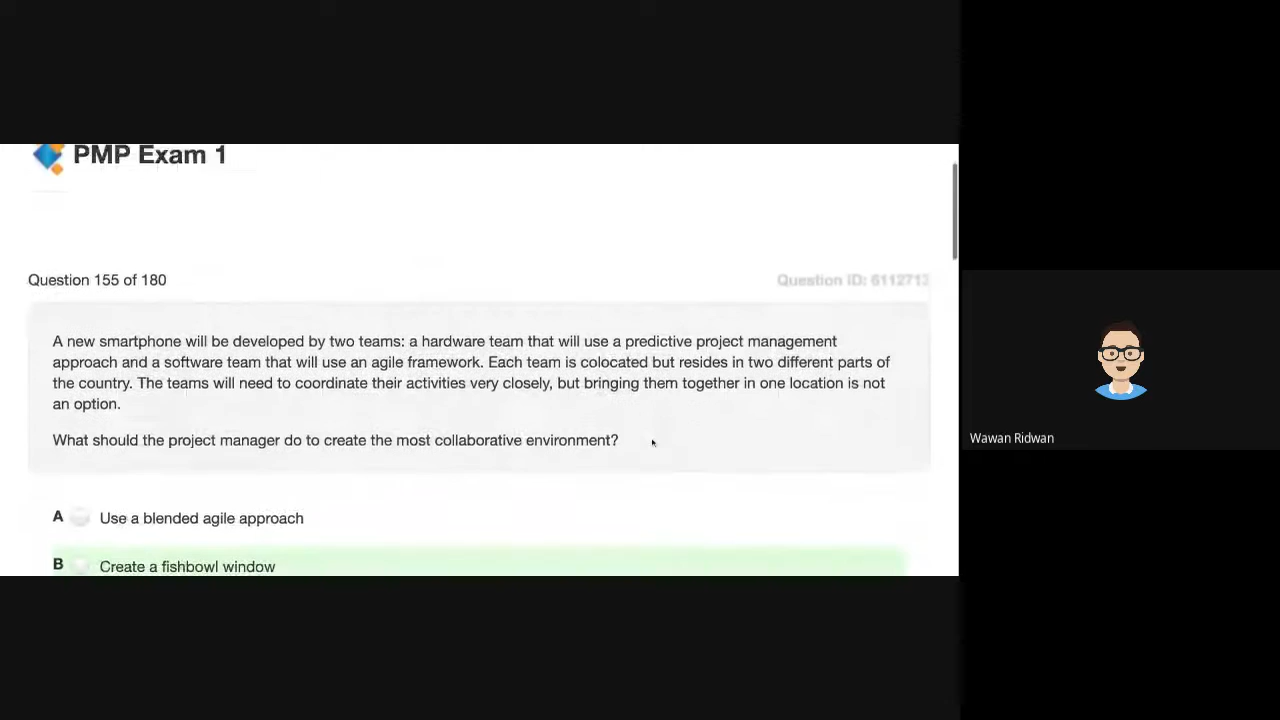 PMP Exam 1
Question 155 of 180
Question ID: 6112713
A new smartphone will be developed by two teams: a hardware team that will use a predictive project management
approach and a software team that will use an agile framework. Each team is colocated but resides in two different parts of
the country. The teams will need to coordinate their activities very closely, but bringing them together in one location is not
an option.
What should the project manager do to create the most collaborative environment?
A Use a blended agile approach
B Create a fishbowl window
Wawan Ridwan